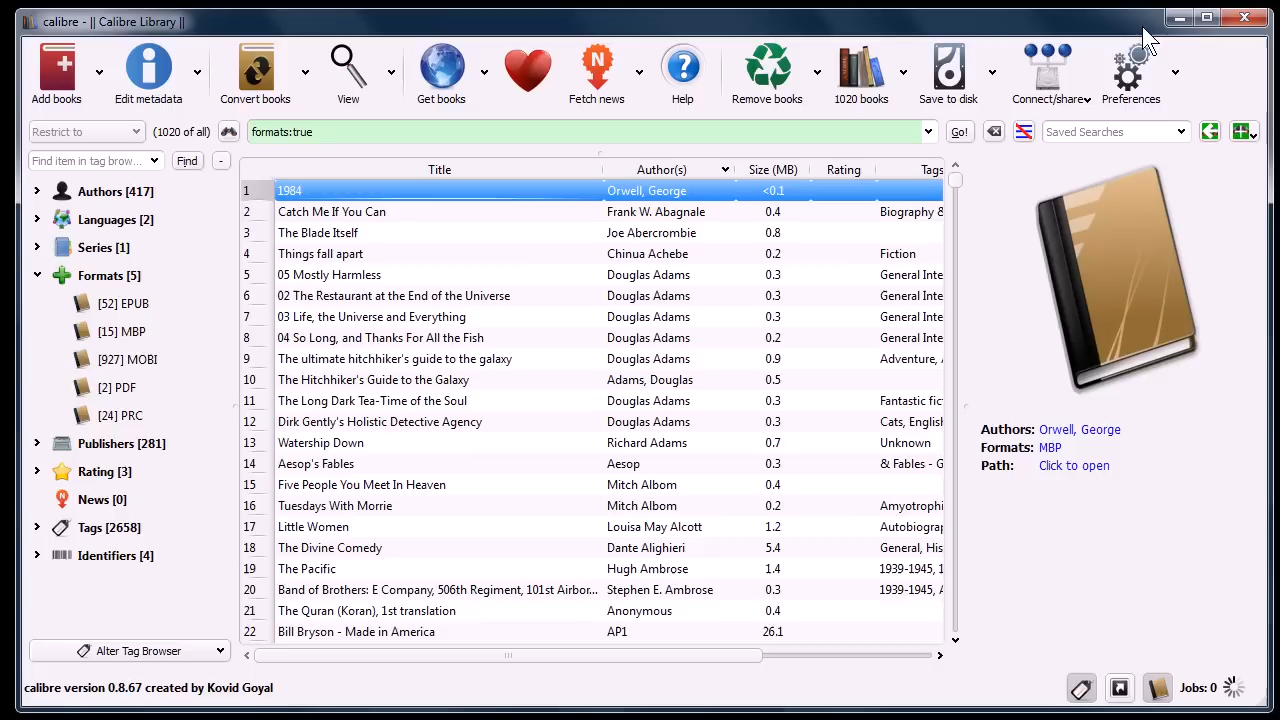 calibre - || Calibre Library ||
Add books
Edit metadata
Convert books
View
Get books
Fetch news
Help
Remove books
1020 books
Save to disk
Connect/share
Preferences
Restrict to
(1020 of all)
formats:true
Go!
Saved Searches
Find item in tag brow...
Find
-
Authors [417]
Languages [2]
Series [1]
Formats [5]
[52] EPUB
[15] MBP
[927] MOBI
[2] PDF
[24] PRC
Publishers [281]
Rating [3]
News [0]
Tags [2658]
Identifiers [4]
Alter Tag Browser
Title Author(s) Size (MB) Rating Tags
1 1984 Orwell, George <0.1
2 Catch Me If You Can Frank W. Abagnale 0.4 Biography &
3 The Blade Itself Joe Abercrombie 0.8
4 Things fall apart Chinua Achebe 0.2 Fiction
5 05 Mostly Harmless Douglas Adams 0.3 General Inte
6 02 The Restaurant at the End of the Universe Douglas Adams 0.3 General Inte
7 03 Life, the Universe and Everything Douglas Adams 0.3 General Inte
8 04 So Long, and Thanks For All the Fish Douglas Adams 0.2 General Inte
9 The ultimate hitchhiker's guide to the galaxy Douglas Adams 0.9 Adventure, A
10 The Hitchhiker's Guide to the Galaxy Adams, Douglas 0.5
11 The Long Dark Tea-Time of the Soul Douglas Adams 0.3 Fantastic fic
12 Dirk Gently's Holistic Detective Agency Douglas Adams 0.3 Cats, English
13 Watership Down Richard Adams 0.7 Unknown
14 Aesop's Fables Aesop 0.3 & Fables - G
15 Five People You Meet In Heaven Mitch Albom 0.4
16 Tuesdays With Morrie Mitch Albom 0.2 Amyotrophi
17 Little Women Louisa May Alcott 1.2 Autobiograp
18 The Divine Comedy Dante Alighieri 5.4 General, His
19 The Pacific Hugh Ambrose 1.4 1939-1945, 1
20 Band of Brothers: E Company, 506th Regiment, 101st Airbor... Stephen E. Ambrose 0.3 1939-1945, A
21 The Quran (Koran), 1st translation Anonymous 0.4
22 Bill Bryson - Made in America AP1 26.1
Authors: Orwell, George
Formats: MBP
Path: Click to open
calibre version 0.8.67 created by Kovid Goyal
Jobs: 0